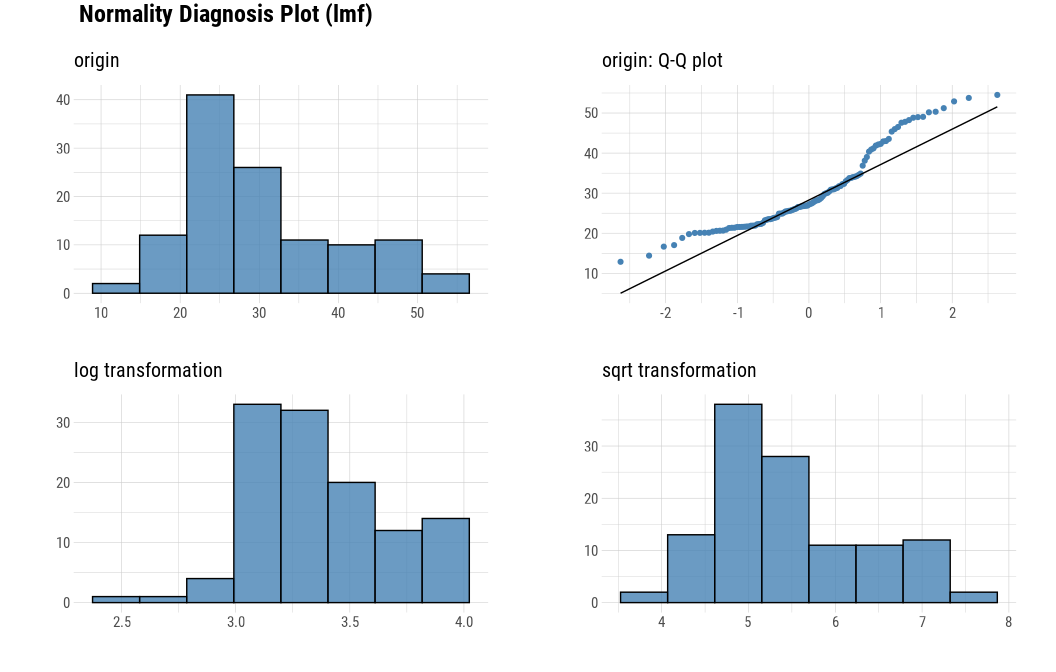 Normality Diagnosis Plot (lmf)
origin
40
30
20
10
0
10 20 30 40 50
origin: Q-Q plot
50
40
30
20
10
-2 -1 0 1 2
log transformation
30
20
10
0
2.5 3.0 3.5 4.0
sqrt transformation
30
20
10
0
4 5 6 7 8